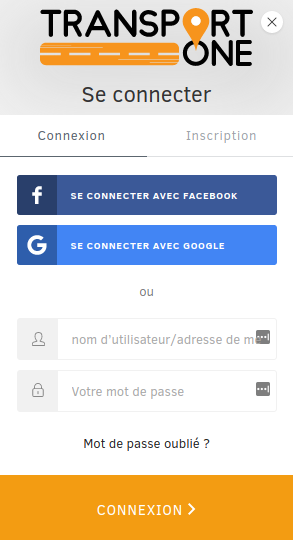 TRANSPORT
ONE
Se connecter
Connexion
Inscription
SE CONNECTER AVEC FACEBOOK
SE CONNECTER AVEC GOOGLE
ou
nom d'utilisateur/adresse de
Votre mot de passe
Mot de passe oublié ?
CONNEXION